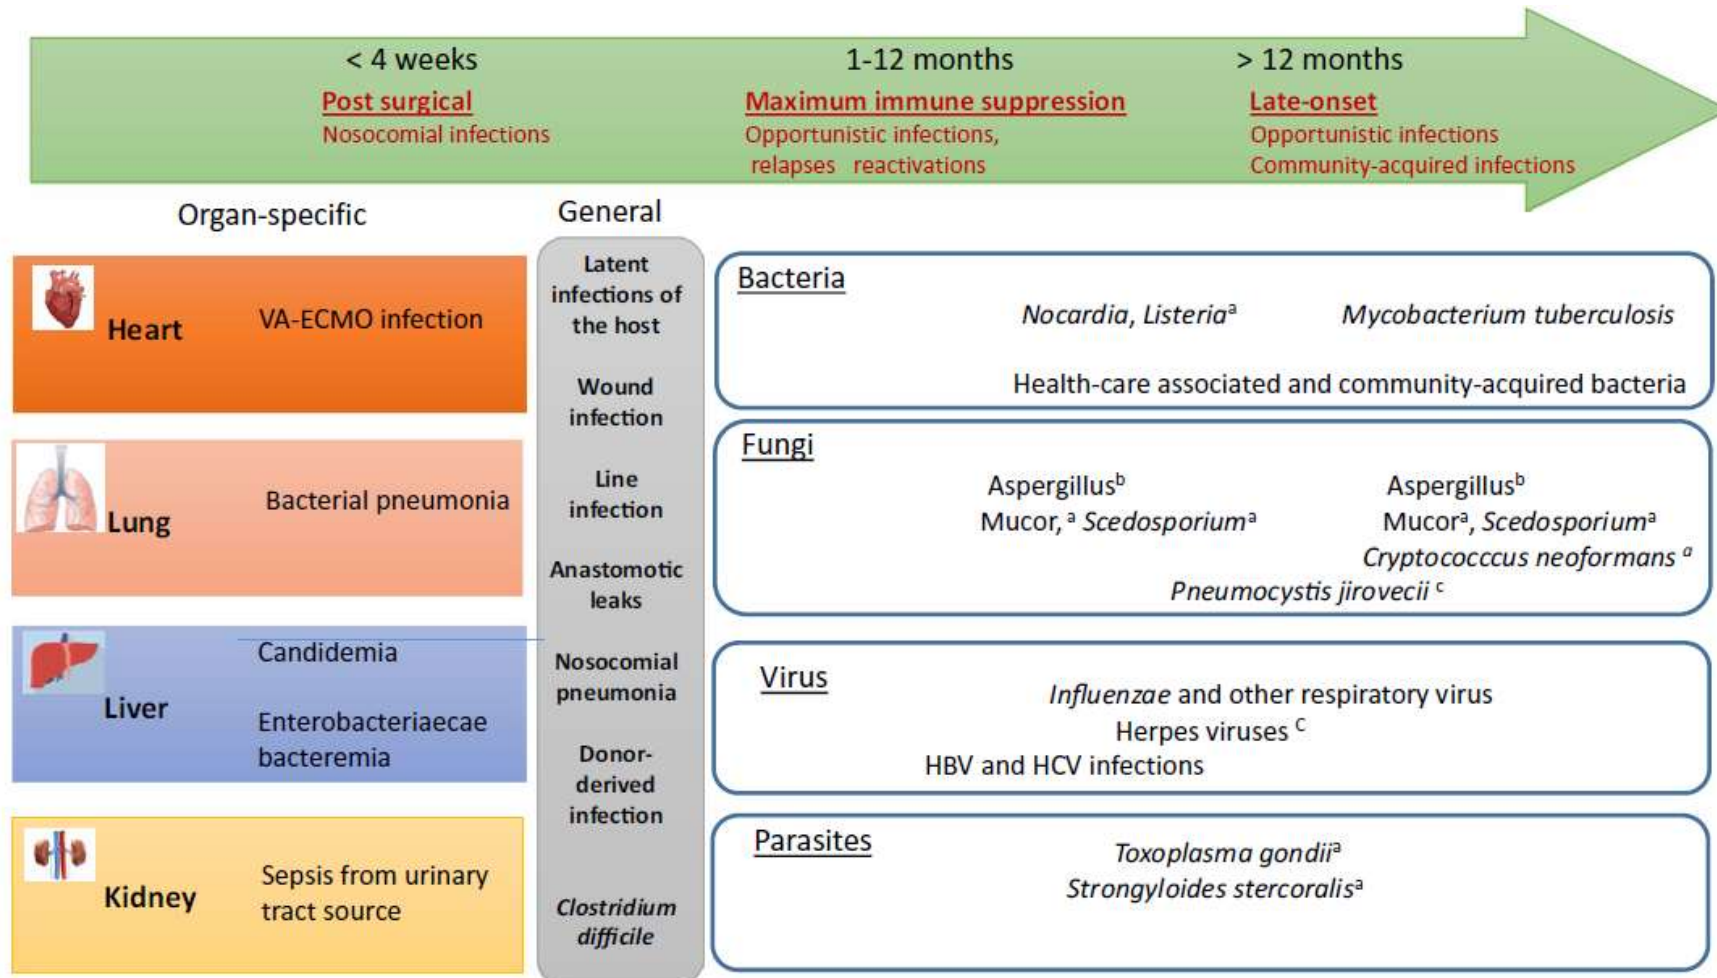 < 4 weeks
Post surgical
Nosocomial infections
1-12 months
Maximum immune suppression
Opportunistic infections,
relapses reactivations
> 12 months
Late-onset
Opportunistic infections
Community-acquired infections
Organ-specific
General
Heart
VA-ECMO infection
Lung
Bacterial pneumonia
Liver
Candidemia
Enterobacteriaecae
bacteremia
Kidney
Sepsis from urinary
tract source
Latent
infections of
the host
Wound
infection
Line
infection
Anastomotic
leaks
Nosocomial
pneumonia
Donor-
derived
infection
Clostridium
difficile
Bacteria
Nocardia, Listeriaᵃ
Mycobacterium tuberculosis
Health-care associated and community-acquired bacteria
Fungi
Aspergillusᵇ
Mucor, ᵃ Scedosporiumᵃ
Aspergillusᵇ
Mucorᵃ, Scedosporiumᵃ
Cryptococccus neoformans ᵃ
Pneumocystis jirovecii ᶜ
Virus
Influenzae and other respiratory virus
Herpes viruses ᶜ
HBV and HCV infections
Parasites
Toxoplasma gondiiᵃ
Strongyloides stercoralisᵃ